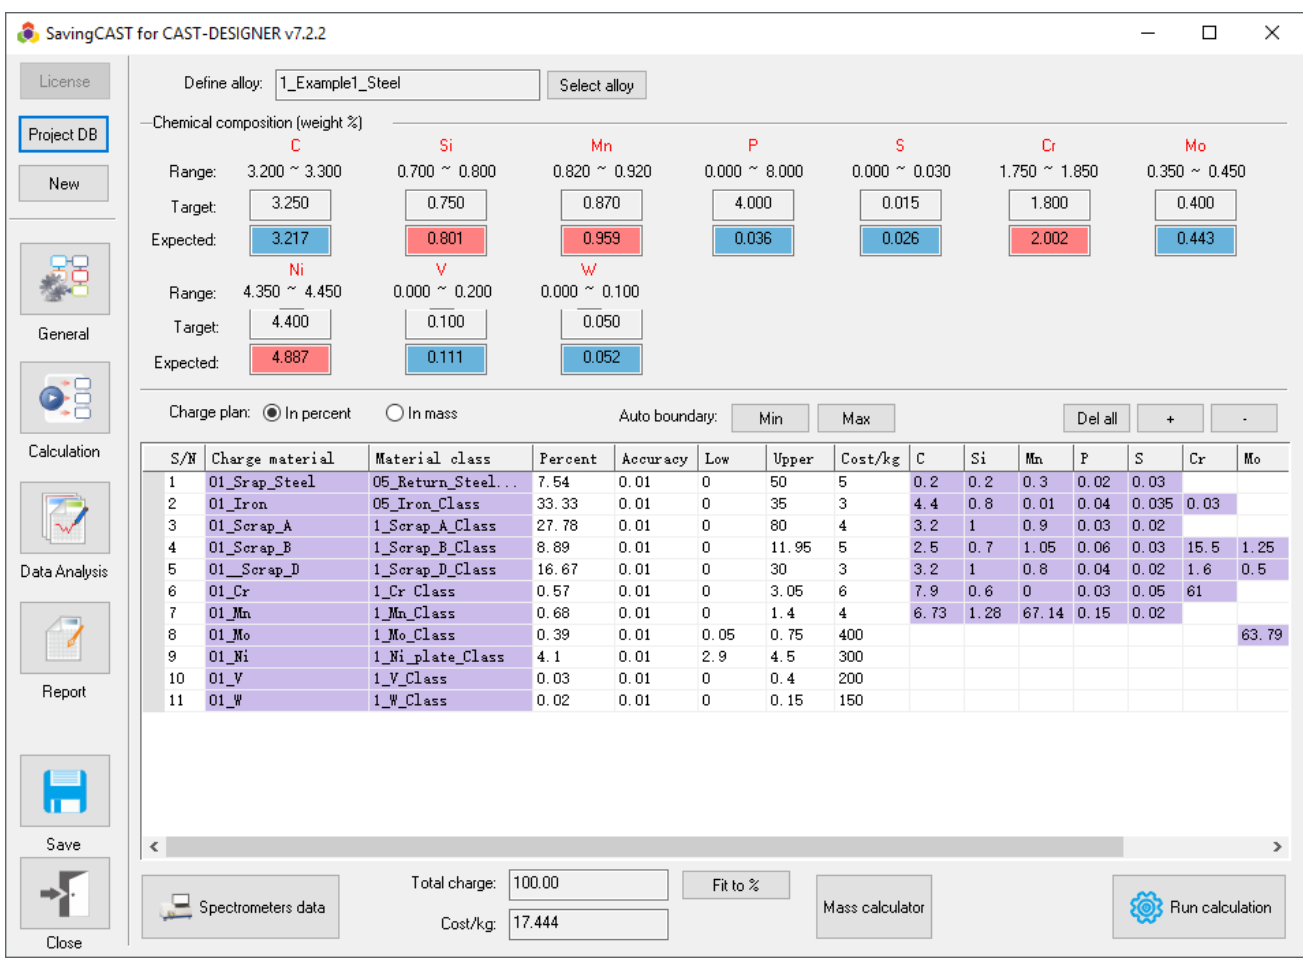 SavingCAST for CAST-DESIGNER v7.2.2
License
Define alloy: 1_Example1_Steel Select alloy
Project DB
New
Chemical composition (weight %)
C Si Mn P S Cr Mo
Range: 3.200 ~ 3.300 0.700 ~ 0.800 0.820 ~ 0.920 0.000 ~ 8.000 0.000 ~ 0.030 1.750 ~ 1.850 0.350 ~ 0.450
Target: 3.250 0.750 0.870 4.000 0.015 1.800 0.400
Expected: 3.217 0.801 0.959 0.036 0.026 2.002 0.443
Ni V W
Range: 4.350 ~ 4.450 0.000 ~ 0.200 0.000 ~ 0.100
Target: 4.400 0.100 0.050
Expected: 4.887 0.111 0.052
General
Calculation
Data Analysis
Report
Save
Close
Charge plan: In percent In mass Auto boundary: Min Max Del all + -
S/N Charge material Material class Percent Accuracy Low Upper Cost/kg C Si Mn P S Cr Mo
1 01_Srap_Steel 05_Return_Steel... 7.54 0.01 0 50 5 0.2 0.2 0.3 0.02 0.03
2 01_Iron 05_Iron_Class 33.33 0.01 0 35 3 4.4 0.8 0.01 0.04 0.035 0.03
3 01_Scrap_A 1_Scrap_A_Class 27.78 0.01 0 80 4 3.2 1 0.9 0.03 0.02
4 01_Scrap_B 1_Scrap_B_Class 8.89 0.01 0 11.95 5 2.5 0.7 1.05 0.06 0.03 15.5 1.25
5 01__Scrap_D 1_Scrap_D_Class 16.67 0.01 0 30 3 3.2 1 0.8 0.04 0.02 1.6 0.5
6 01_Cr 1_Cr Class 0.57 0.01 0 3.05 6 7.9 0.6 0 0.03 0.05 61
7 01_Mn 1_Mn_Class 0.68 0.01 0 1.4 4 6.73 1.28 67.14 0.15 0.02
8 01_Mo 1_Mo_Class 0.39 0.01 0.05 0.75 400 63.79
9 01_Ni 1_Ni_plate_Class 4.1 0.01 2.9 4.5 300
10 01_V 1_V_Class 0.03 0.01 0 0.4 200
11 01_W 1_W_Class 0.02 0.01 0 0.15 150
Spectrometers data
Total charge: 100.00 Fit to %
Cost/kg: 17.444
Mass calculator
Run calculation